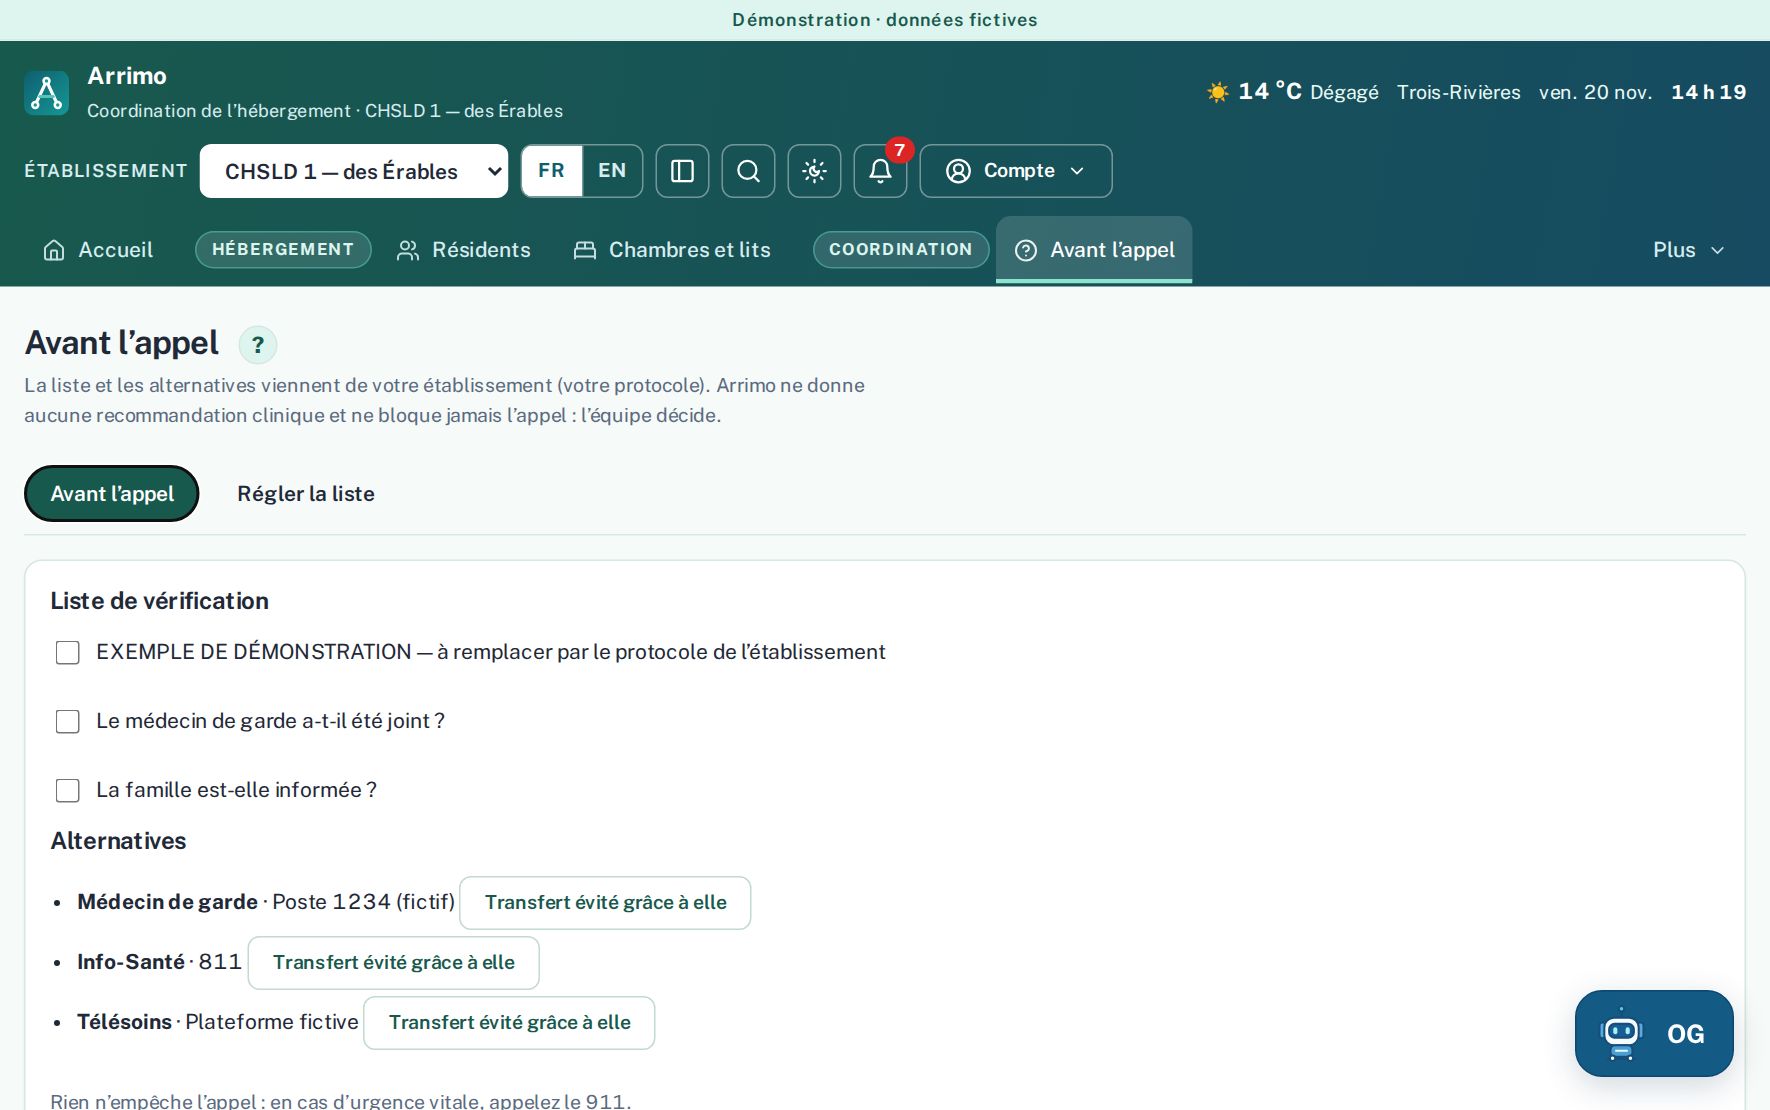 Démonstration · données fictives
Arrimo
Coordination de l'hébergement · CHSLD 1 — des Érables
14 °C Dégagé Trois-Rivières ven. 20 nov. 14 h 19
ÉTABLISSEMENT CHSLD 1 — des Érables FR EN 7 Compte
Accueil HÉBERGEMENT Résidents Chambres et lits COORDINATION Avant l'appel Plus
Avant l'appel ?
La liste et les alternatives viennent de votre établissement (votre protocole). Arrimo ne donne
aucune recommandation clinique et ne bloque jamais l'appel : l'équipe décide.
Avant l'appel Régler la liste
Liste de vérification
EXEMPLE DE DÉMONSTRATION — à remplacer par le protocole de l'établissement
Le médecin de garde a-t-il été joint ?
La famille est-elle informée ?
Alternatives
• Médecin de garde · Poste 1234 (fictif) Transfert évité grâce à elle
• Info-Santé · 811 Transfert évité grâce à elle
• Télésoins · Plateforme fictive Transfert évité grâce à elle
OG
Rien n'empêche l'appel : en cas d'urgence vitale, appelez le 911.